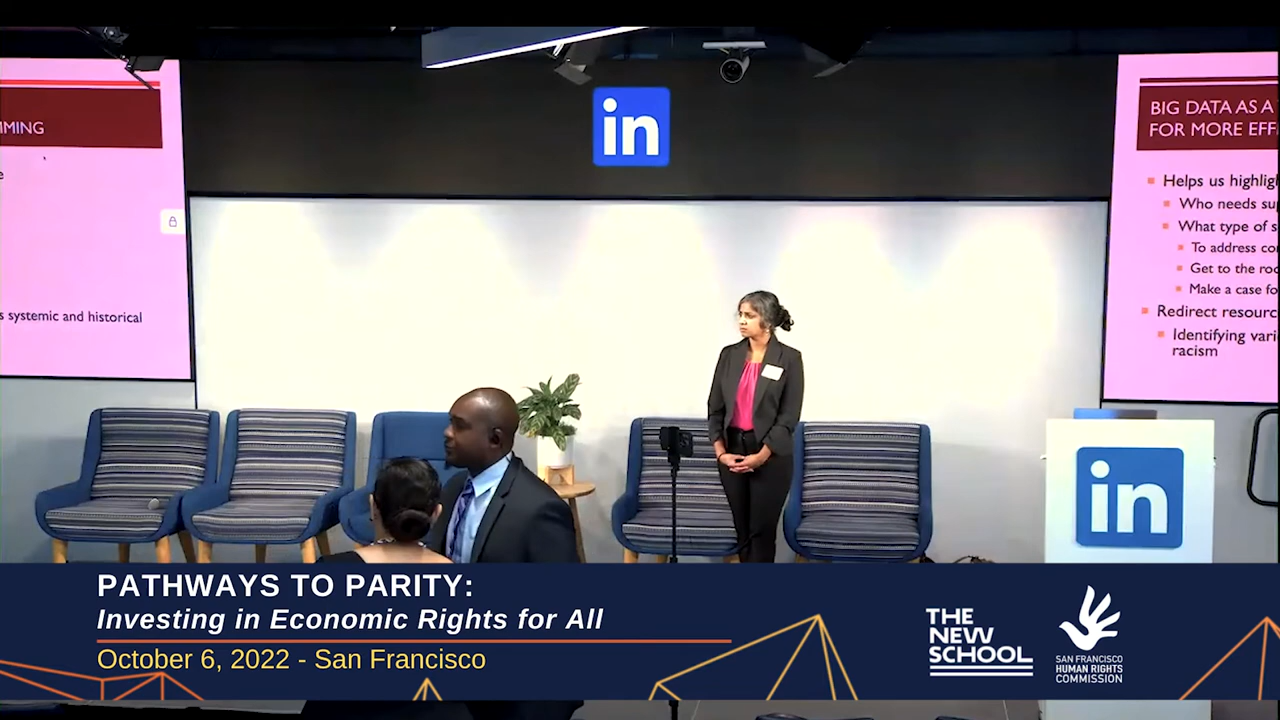 MING
e
s systemic and historical
in
BIG DATA AS A
FOR MORE EFF
Helps us highligh
Who needs su
What type of s
To address co
Get to the roo
Make a case fo
Redirect resourc
Identifying vari
racism
in
PATHWAYS TO PARITY:
Investing in Economic Rights for All
October 6, 2022 - San Francisco
THE
NEW
SCHOOL
SAN FRANCISCO
HUMAN RIGHTS
COMMISSION